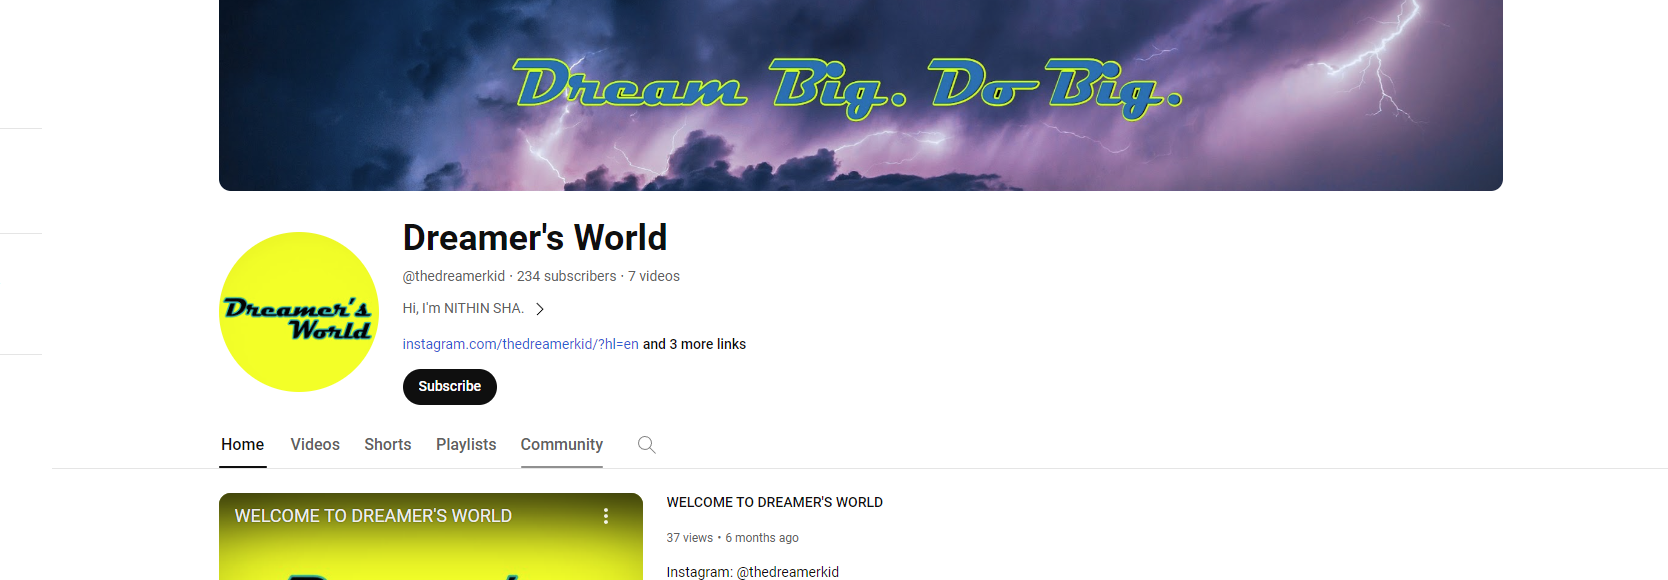 Dream Big. Do Big.
Dreamer's World
Dreamer's
World
@thedreamerkid · 234 subscribers · 7 videos
Hi, I'm NITHIN SHA.
instagram.com/thedreamerkid/?hl=en and 3 more links
Subscribe
Home Videos Shorts Playlists Community
WELCOME TO DREAMER'S WORLD
WELCOME TO DREAMER'S WORLD
37 views • 6 months ago
Instagram: @thedreamerkid